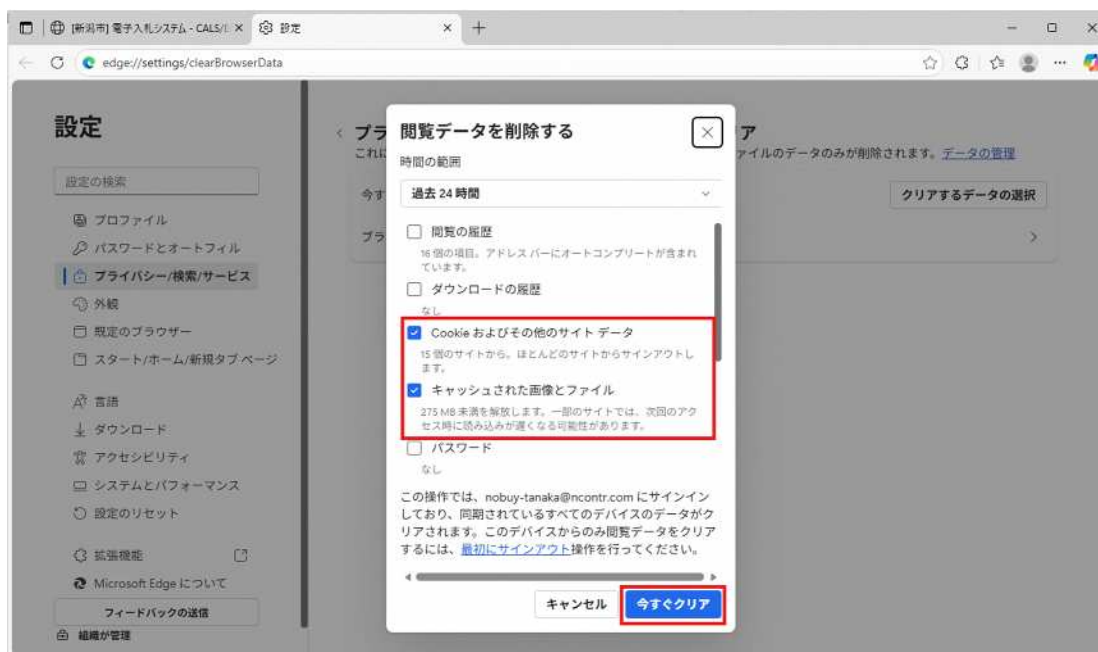 [新潟市] 電子入札システム - CALS/E
設定
edge://settings/clearBrowserData
設定
設定の検索
プロファイル
パスワードとオートフィル
プライバシー/検索/サービス
外観
既定のブラウザー
スタート/ホーム/新規タブ ページ
言語
ダウンロード
アクセシビリティ
システムとパフォーマンス
設定のリセット
拡張機能
Microsoft Edge について
フィードバックの送信
組織が管理
プラ
ア
これに
ァイルのデータのみが削除されます。データの管理
今す
クリアするデータの選択
ブラ
閲覧データを削除する
時間の範囲
過去 24 時間
閲覧の履歴
16 個の項目。アドレス バーにオートコンプリートが含まれ
ています。
ダウンロードの履歴
なし
Cookie およびその他のサイト データ
15 個のサイトから。ほとんどのサイトからサインアウトし
ます。
キャッシュされた画像とファイル
275 MB 未満を解放します。一部のサイトでは、次回のアク
セス時に読み込みが遅くなる可能性があります。
パスワード
なし
この操作では、nobuy-tanaka@ncontr.com にサインイン
しており、同期されているすべてのデバイスのデータがク
リアされます。このデバイスからのみ閲覧データをクリア
するには、最初にサインアウト操作を行ってください。
キャンセル
今すぐクリア